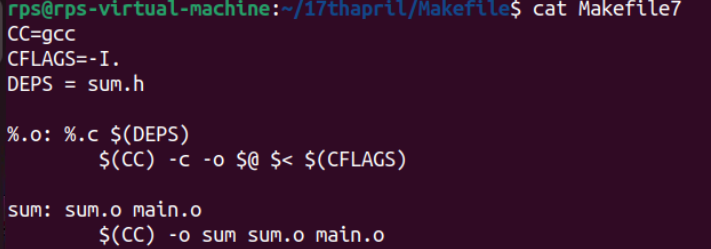 rps@rps-virtual-machine:~/17thapril/Makefile$ cat Makefile7
CC=gcc
CFLAGS=-I.
DEPS = sum.h
%.o: %.c $(DEPS)
$(CC) -c -o $@ $< $(CFLAGS)
sum: sum.o main.o
$(CC) -o sum sum.o main.o